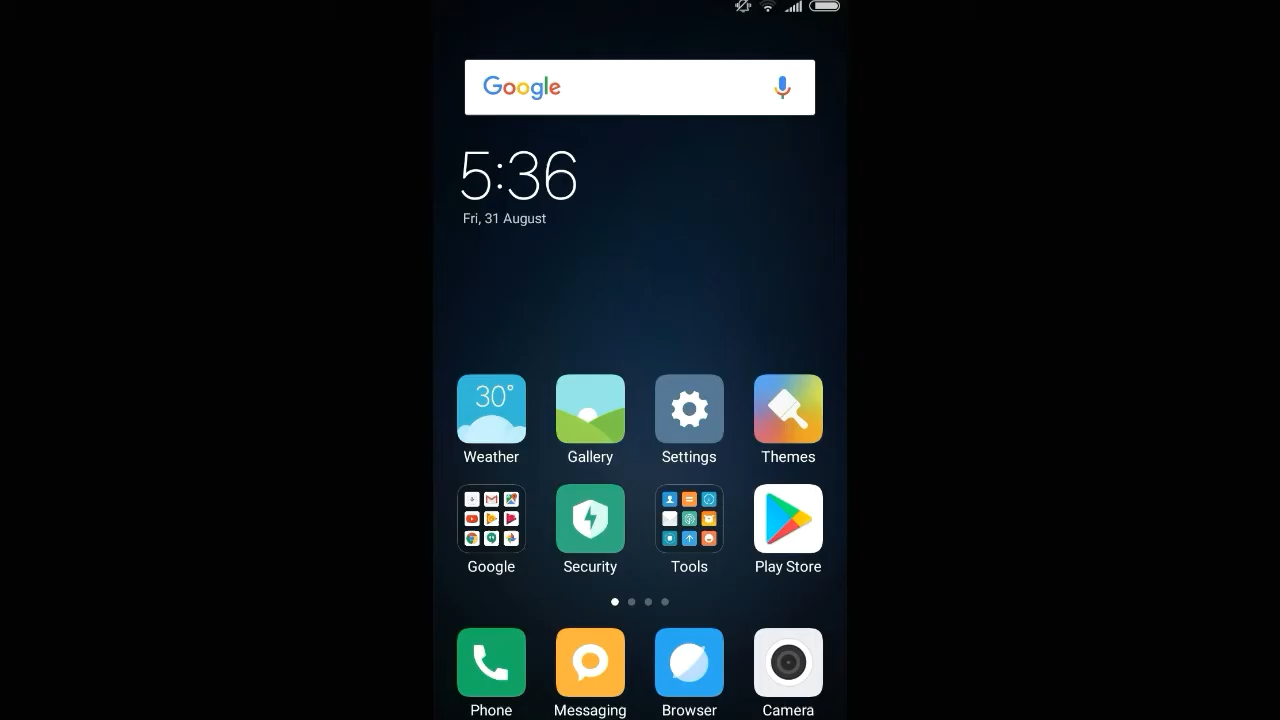 Google
5:36
Fri, 31 August
30°
Weather
Gallery
Settings
Themes
Google
Security
Tools
Play Store
Phone
Messaging
Browser
Camera